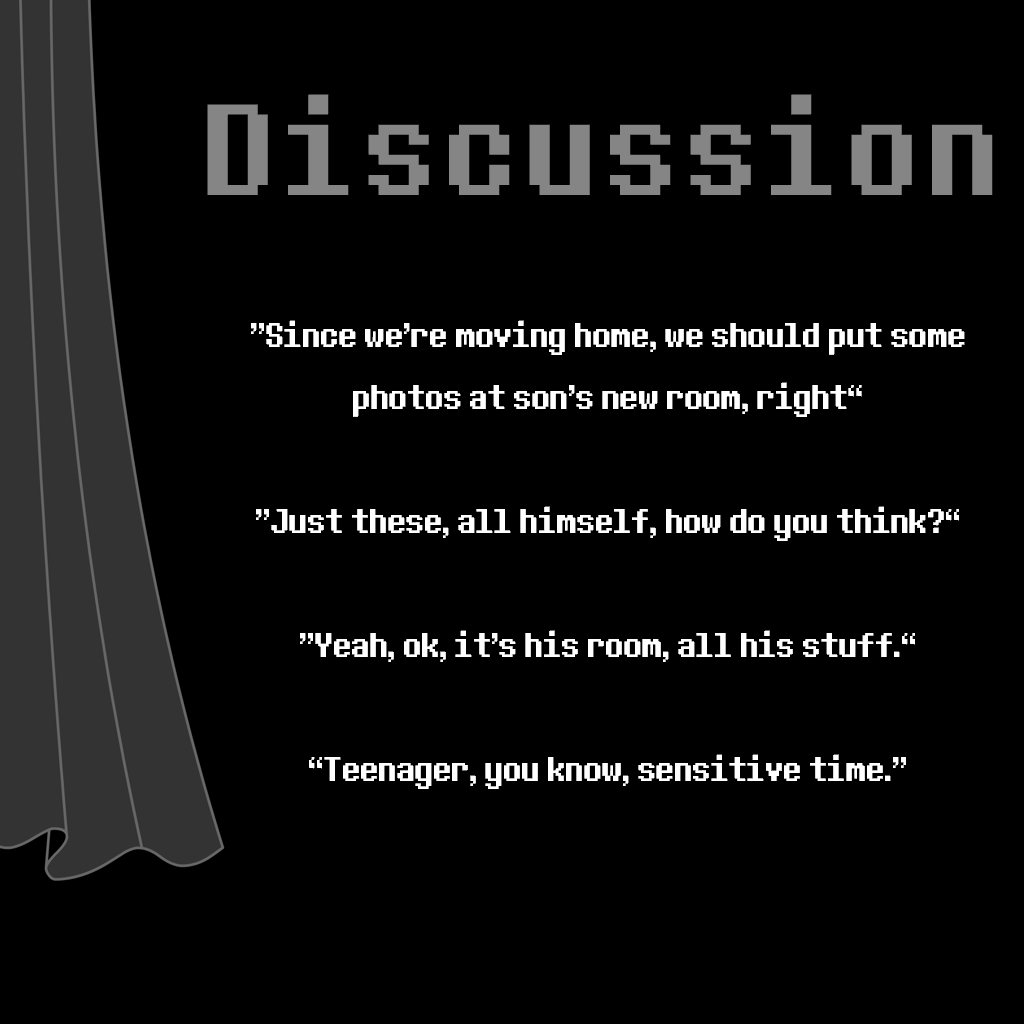 Discussion
”Since we’re moving home, we should put some
photos at son’s new room, right“
”Just these, all himself, how do you think?“
”Yeah, ok, it’s his room, all his stuff.“
“Teenager, you know, sensitive time.”